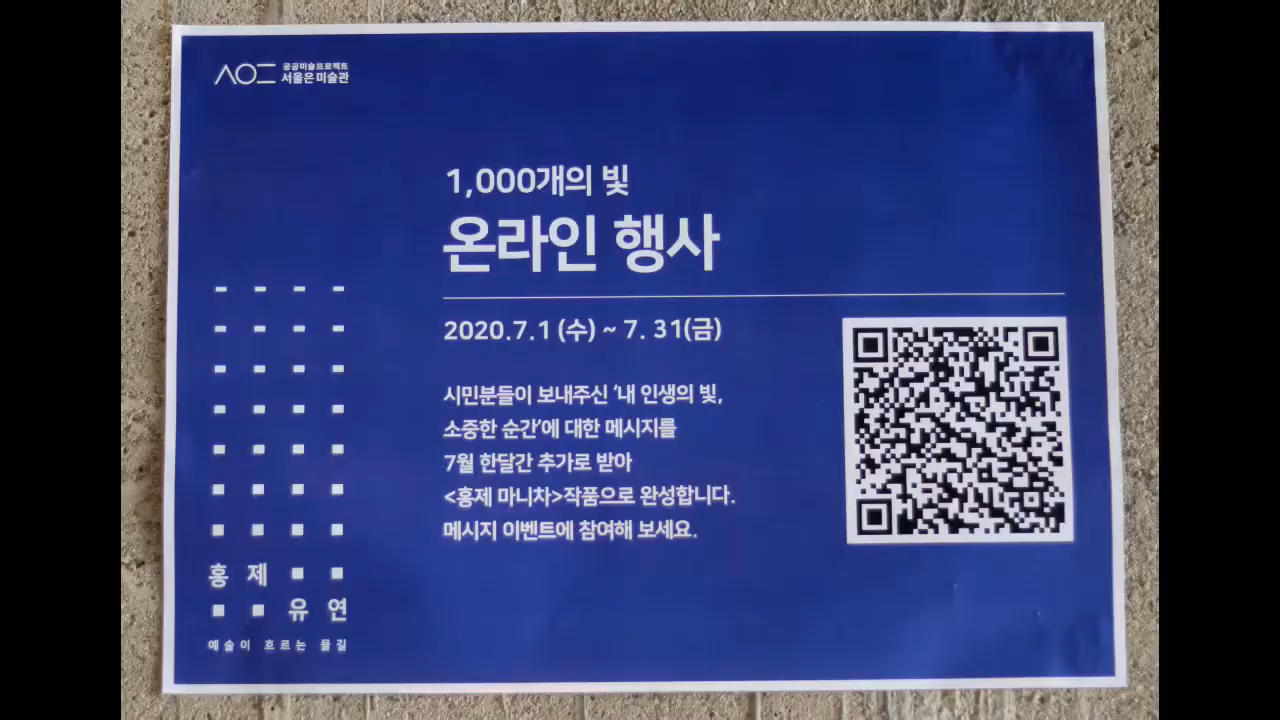 공공미술프로젝트
서울은 미술관
1,000개의 빛
온라인 행사
2020.7.1 (수) ~ 7. 31(금)
시민분들이 보내주신 '내 인생의 빛,
소중한 순간'에 대한 메시지를
7월 한달간 추가로 받아
<홍제 마니차>작품으로 완성합니다.
메시지 이벤트에 참여해 보세요.
홍제
유연
예술이 흐르는 물길